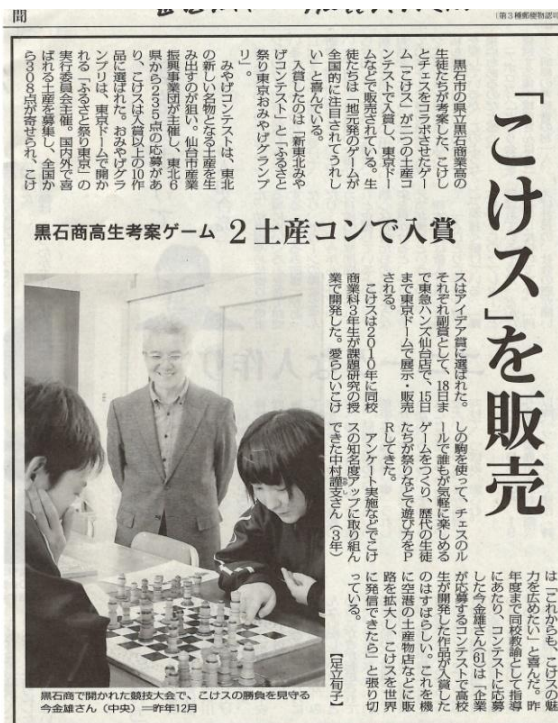 聞
(第3種郵便物認可
「こけス」を販売
黒石商高生考案ゲーム 2土産コンで入賞
黒石市の県立黒石商業高の
生徒たちが考案した、こけし
とチェスをコラボさせたゲー
ム「こけス」が二つの土産コ
ンテストで入賞し、東京ドー
ムなどで販売されている。生
徒たちは「地元発のゲームが
全国的に注目されてうれし
い」と喜んでいる。
入賞したのは「新東北みや
げコンテスト」と「ふるさと
祭り東京おみやげグランプ
リ」。
みやげコンテストは、東北
の新しい名物となる土産を生
み出すのが狙い。仙台市産業
振興事業団が主催し、東北6
県から235点の応募があ
り、こけスは入賞以上の10作
品に選ばれた。おみやげグラ
ンプリは、東京ドームで開か
れる「ふるさと祭り東京」の
実行委員会主催。国内外で喜
ばれる土産を募集し、全国か
ら308点が寄せられ、こけ
スはアイデア賞に選ばれた。
それぞれ副賞として、18日ま
で東急ハンズ仙台店で、15日
まで東京ドームで展示・販売
される。
こけスは2010年に同校
商業科3年生が課題研究の授
業で開発した。愛らしいこけ
しの駒を使って、チェスのル
ールで誰もが気軽に楽しめる
ゲームをつくり、歴代の生徒
たちが祭りなどで遊び方をP
Rしてきた。
アンケート実施などでこけ
スの知名度アップに取り組ん
できた中村護支さん(3年)
は「これからも、こけスの魅
力を広めたい」と喜んだ。昨
年度まで同校教諭として指導
にあたり、コンテストに応募
した今金雄さん(61)は「企業
が応募するコンテストで高校
生が開発した作品が入賞した
のはすばらしい。これを機
に空港の土産物店などに販
路を拡大し、こけスを世界
に発信できたら」と張り切
っている。
【足立旬子】
黒石商で開かれた競技大会で、こけスの勝負を見守る
今金雄さん(中央)=昨年12月